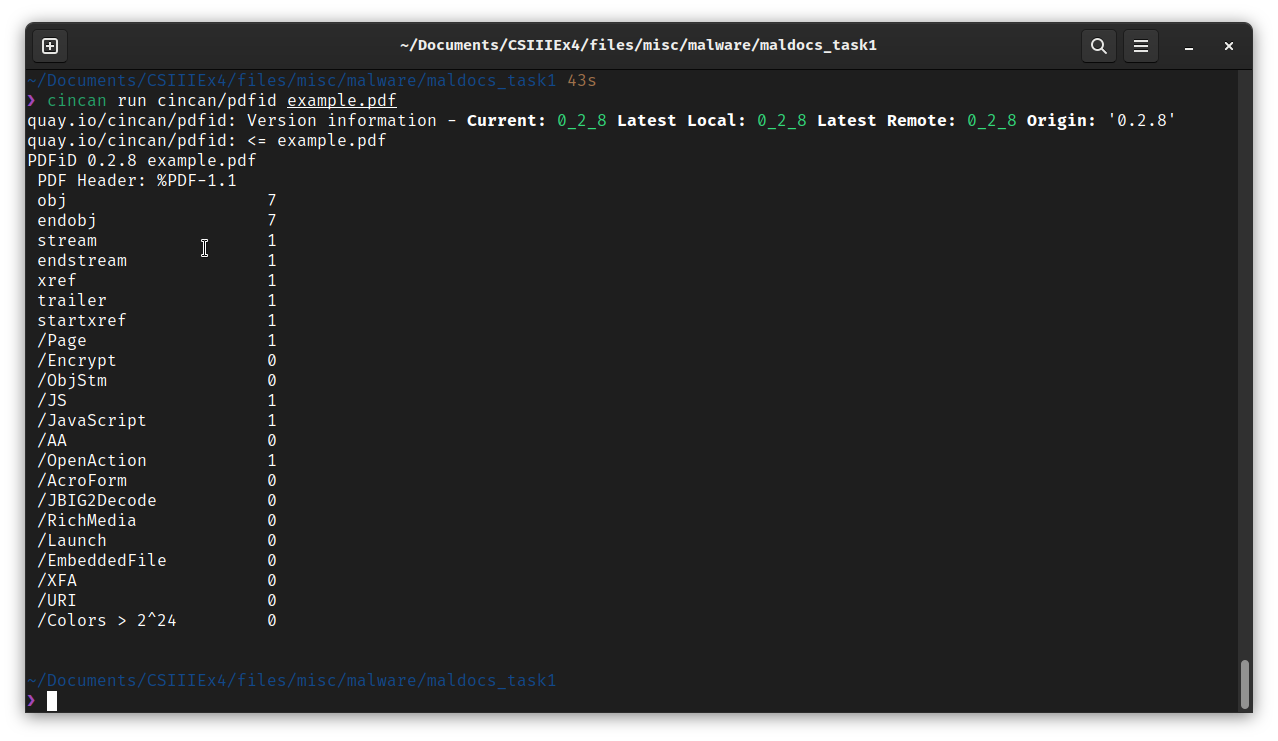 ~/Documents/CSIIIEx4/files/misc/malware/maldocs_task1
~/Documents/CSIIIEx4/files/misc/malware/maldocs_task1 43s
❯ cincan run cincan/pdfid example.pdf
quay.io/cincan/pdfid: Version information - Current: 0_2_8 Latest Local: 0_2_8 Latest Remote: 0_2_8 Origin: '0.2.8'
quay.io/cincan/pdfid: <= example.pdf
PDFiD 0.2.8 example.pdf
PDF Header: %PDF-1.1
obj 7
endobj 7
stream 1
endstream 1
xref 1
trailer 1
startxref 1
/Page 1
/Encrypt 0
/ObjStm 0
/JS 1
/JavaScript 1
/AA 0
/OpenAction 1
/AcroForm 0
/JBIG2Decode 0
/RichMedia 0
/Launch 0
/EmbeddedFile 0
/XFA 0
/URI 0
/Colors > 2^24 0
~/Documents/CSIIIEx4/files/misc/malware/maldocs_task1
❯